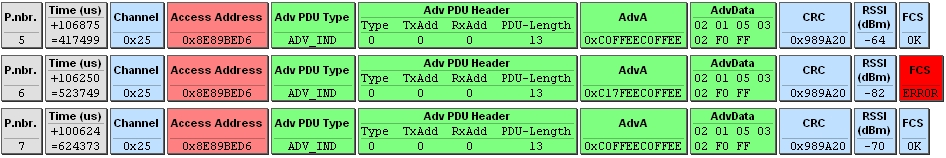 P.nbr. Time (us) Channel Access Address Adv PDU Type Adv PDU Header AdvA AdvData CRC RSSI (dBm) FCS
+106875 Type TxAdd RxAdd PDU-Length 02 01 05 03
5 =417499 0x25 0x8E89BED6 ADV_IND 0 0 0 13 0xC0FFEEC0FFEE 02 F0 FF 0x989A20 -64 OK
P.nbr. Time (us) Channel Access Address Adv PDU Type Adv PDU Header AdvA AdvData CRC RSSI (dBm) FCS
+106250 Type TxAdd RxAdd PDU-Length 02 01 05 03
6 =523749 0x25 0x8E89BED6 ADV_IND 0 0 0 13 0xC17FEEC0FFEE 02 F0 FF 0x989A20 -82 ERROR
P.nbr. Time (us) Channel Access Address Adv PDU Type Adv PDU Header AdvA AdvData CRC RSSI (dBm) FCS
+100624 Type TxAdd RxAdd PDU-Length 02 01 05 03
7 =624373 0x25 0x8E89BED6 ADV_IND 0 0 0 13 0xC0FFEEC0FFEE 02 F0 FF 0x989A20 -70 OK